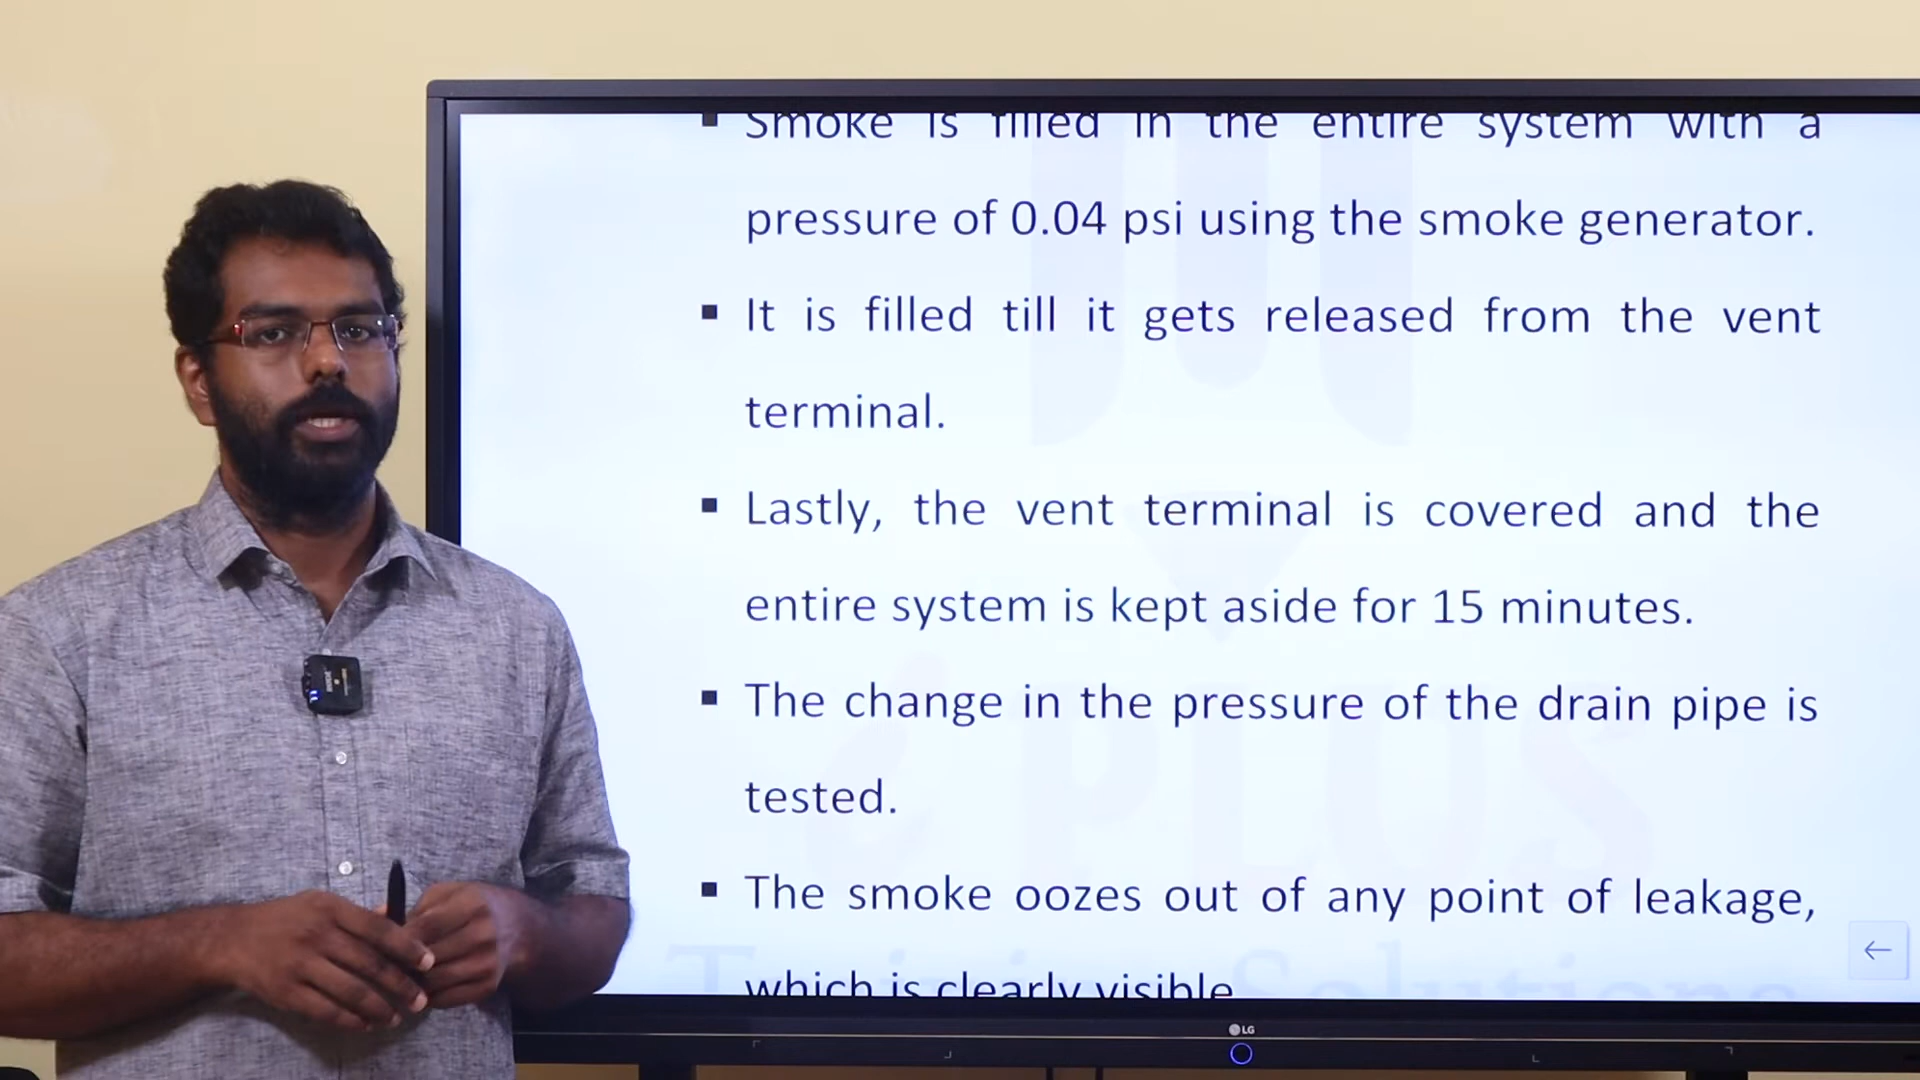 ▪ Smoke is filled in the entire system with a
pressure of 0.04 psi using the smoke generator.
▪ It is filled till it gets released from the vent
terminal.
▪ Lastly, the vent terminal is covered and the
entire system is kept aside for 15 minutes.
▪ The change in the pressure of the drain pipe is
tested.
▪ The smoke oozes out of any point of leakage,
which is clearly visible
PLUS
Training Solutions
LG